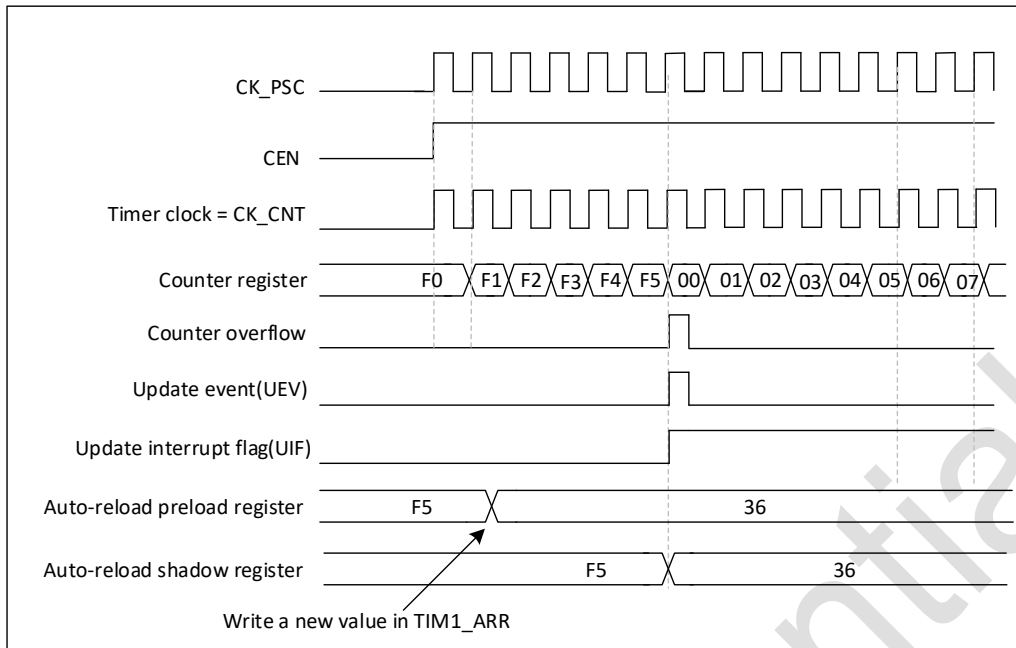 CK_PSC
CEN
Timer clock = CK_CNT
Counter register F0 F1 F2 F3 F4 F5 00 01 02 03 04 05 06 07
Counter overflow
Update event(UEV)
Update interrupt flag(UIF)
Auto-reload preload register F5 36
Auto-reload shadow register F5 36
Write a new value in TIM1_ARR